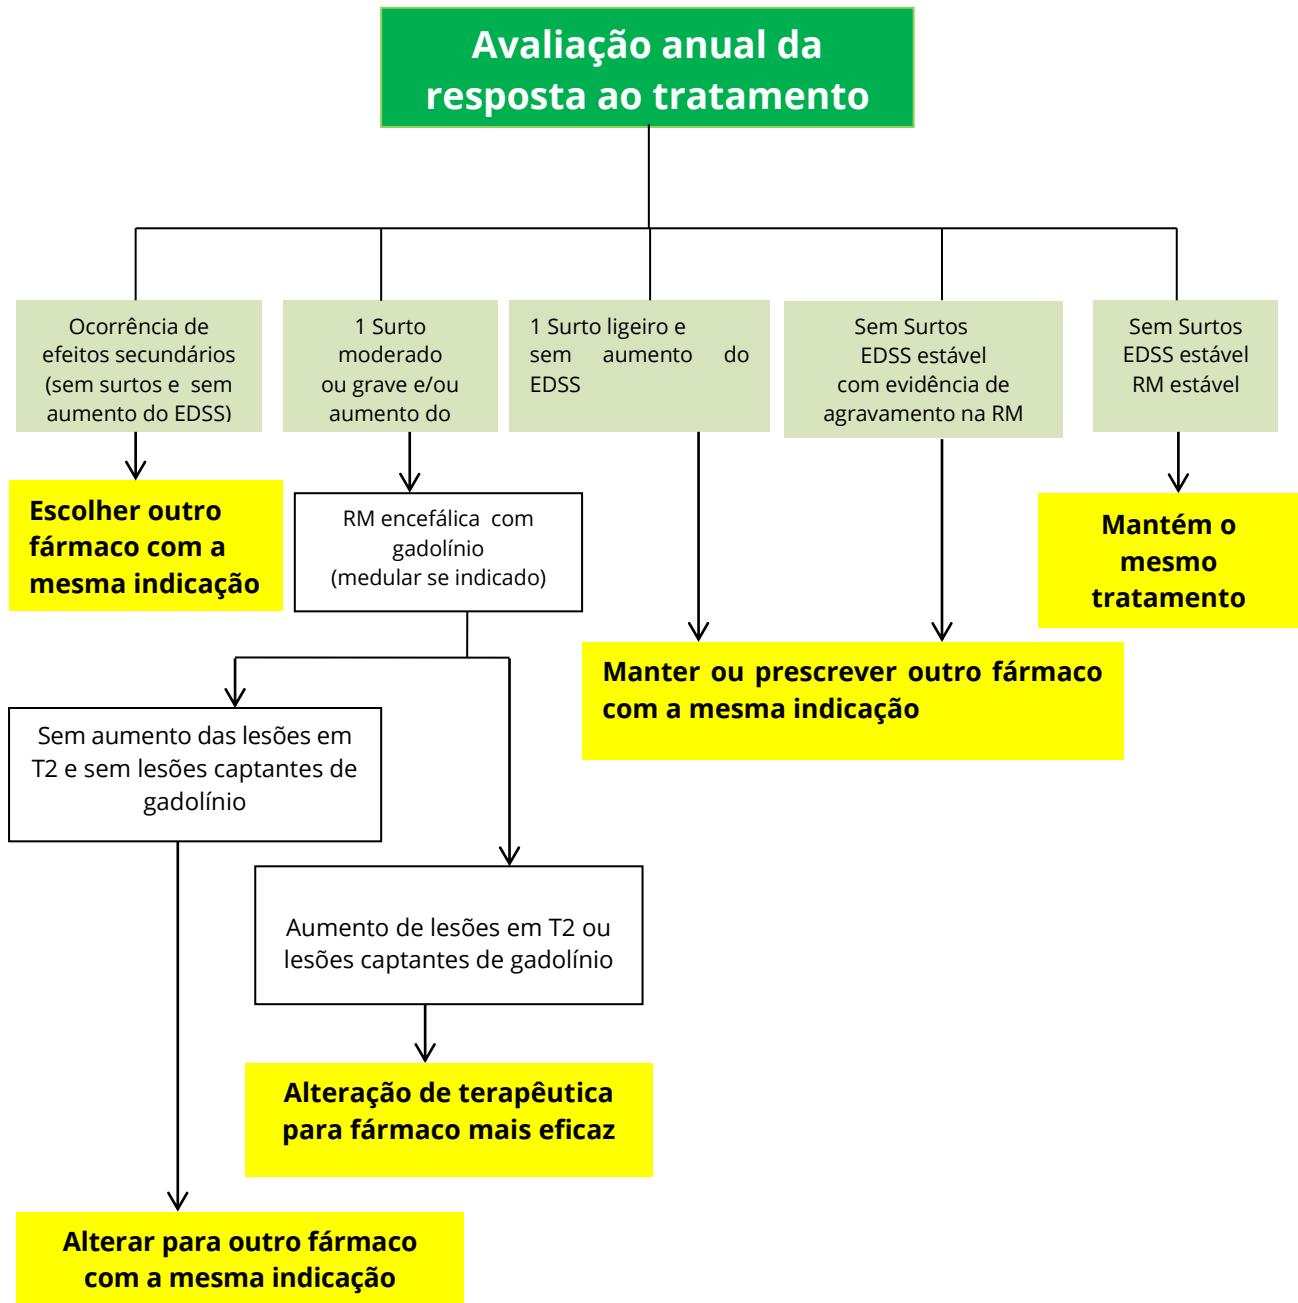 Avaliação anual da
resposta ao tratamento
Ocorrência de
efeitos secundários
(sem surtos e sem
aumento do EDSS)
1 Surto
moderado
ou grave e/ou
aumento do
1 Surto ligeiro e
sem aumento do
EDSS
Sem Surtos
EDSS estável
com evidência de
agravamento na RM
Sem Surtos
EDSS estável
RM estável
Escolher outro
fármaco com a
mesma indicação
RM encefálica com
gadolínio
(medular se indicado)
Mantém o
mesmo
tratamento
Manter ou prescrever outro fármaco
com a mesma indicação
Sem aumento das lesões em
T2 e sem lesões captantes de
gadolínio
Aumento de lesões em T2 ou
lesões captantes de gadolínio
Alteração de terapêutica
para fármaco mais eficaz
Alterar para outro fármaco
com a mesma indicação